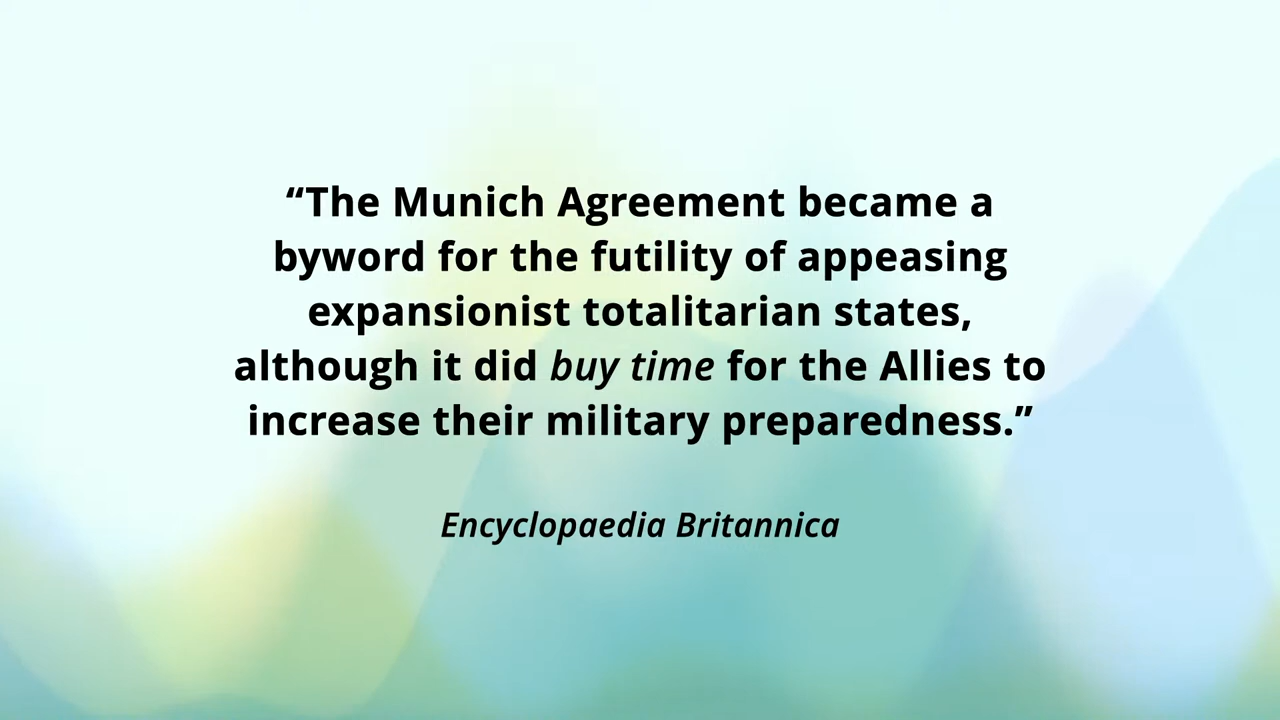 “The Munich Agreement became a
byword for the futility of appeasing
expansionist totalitarian states,
although it did buy time for the Allies to
increase their military preparedness.”
Encyclopaedia Britannica